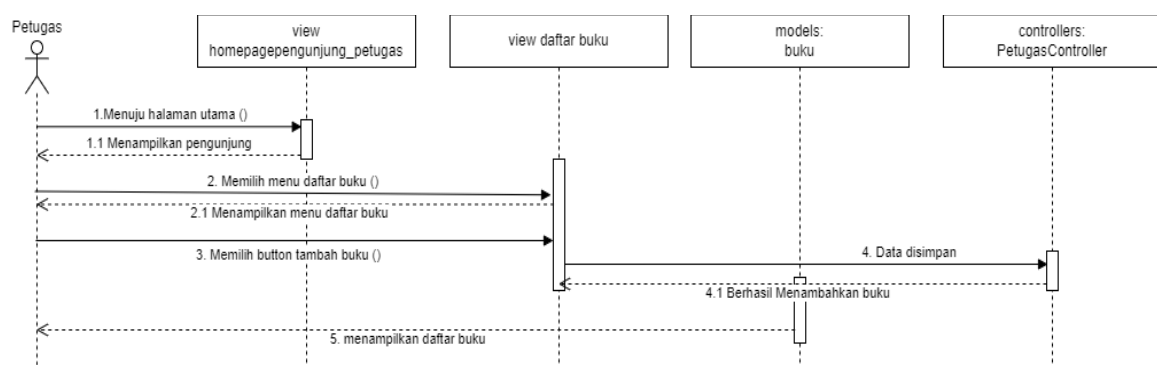 Petugas
view
homepagepengunjung_petugas
view daftar buku
models:
buku
controllers:
PetugasController
1.Menuju halaman utama ()
1.1 Menampilkan pengunjung
2. Memilih menu daftar buku ()
2.1 Menampilkan menu daftar buku
3. Memilih button tambah buku ()
4. Data disimpan
4.1 Berhasil Menambahkan buku
5. menampilkan daftar buku